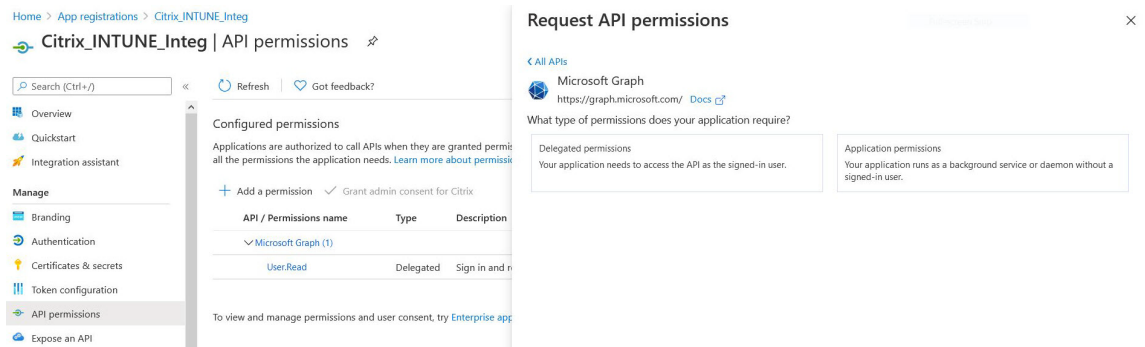 Home > App registrations > Citrix_INTUNE_Integ
Citrix_INTUNE_Integ | API permissions
Search (Ctrl+/)
«
Overview
Quickstart
Integration assistant
Manage
Branding
Authentication
Certificates & secrets
Token configuration
API permissions
Expose an API
Refresh
Got feedback?
Configured permissions
Applications are authorized to call APIs when they are granted permis
all the permissions the application needs. Learn more about permissio
Add a permission
Grant admin consent for Citrix
API / Permissions name Type Description
Microsoft Graph (1)
User.Read Delegated Sign in and r
To view and manage permissions and user consent, try Enterprise app
Request API permissions
All APIs
Microsoft Graph
https://graph.microsoft.com/ Docs
What type of permissions does your application require?
Delegated permissions
Your application needs to access the API as the signed-in user.
Application permissions
Your application runs as a background service or daemon without a
signed-in user.